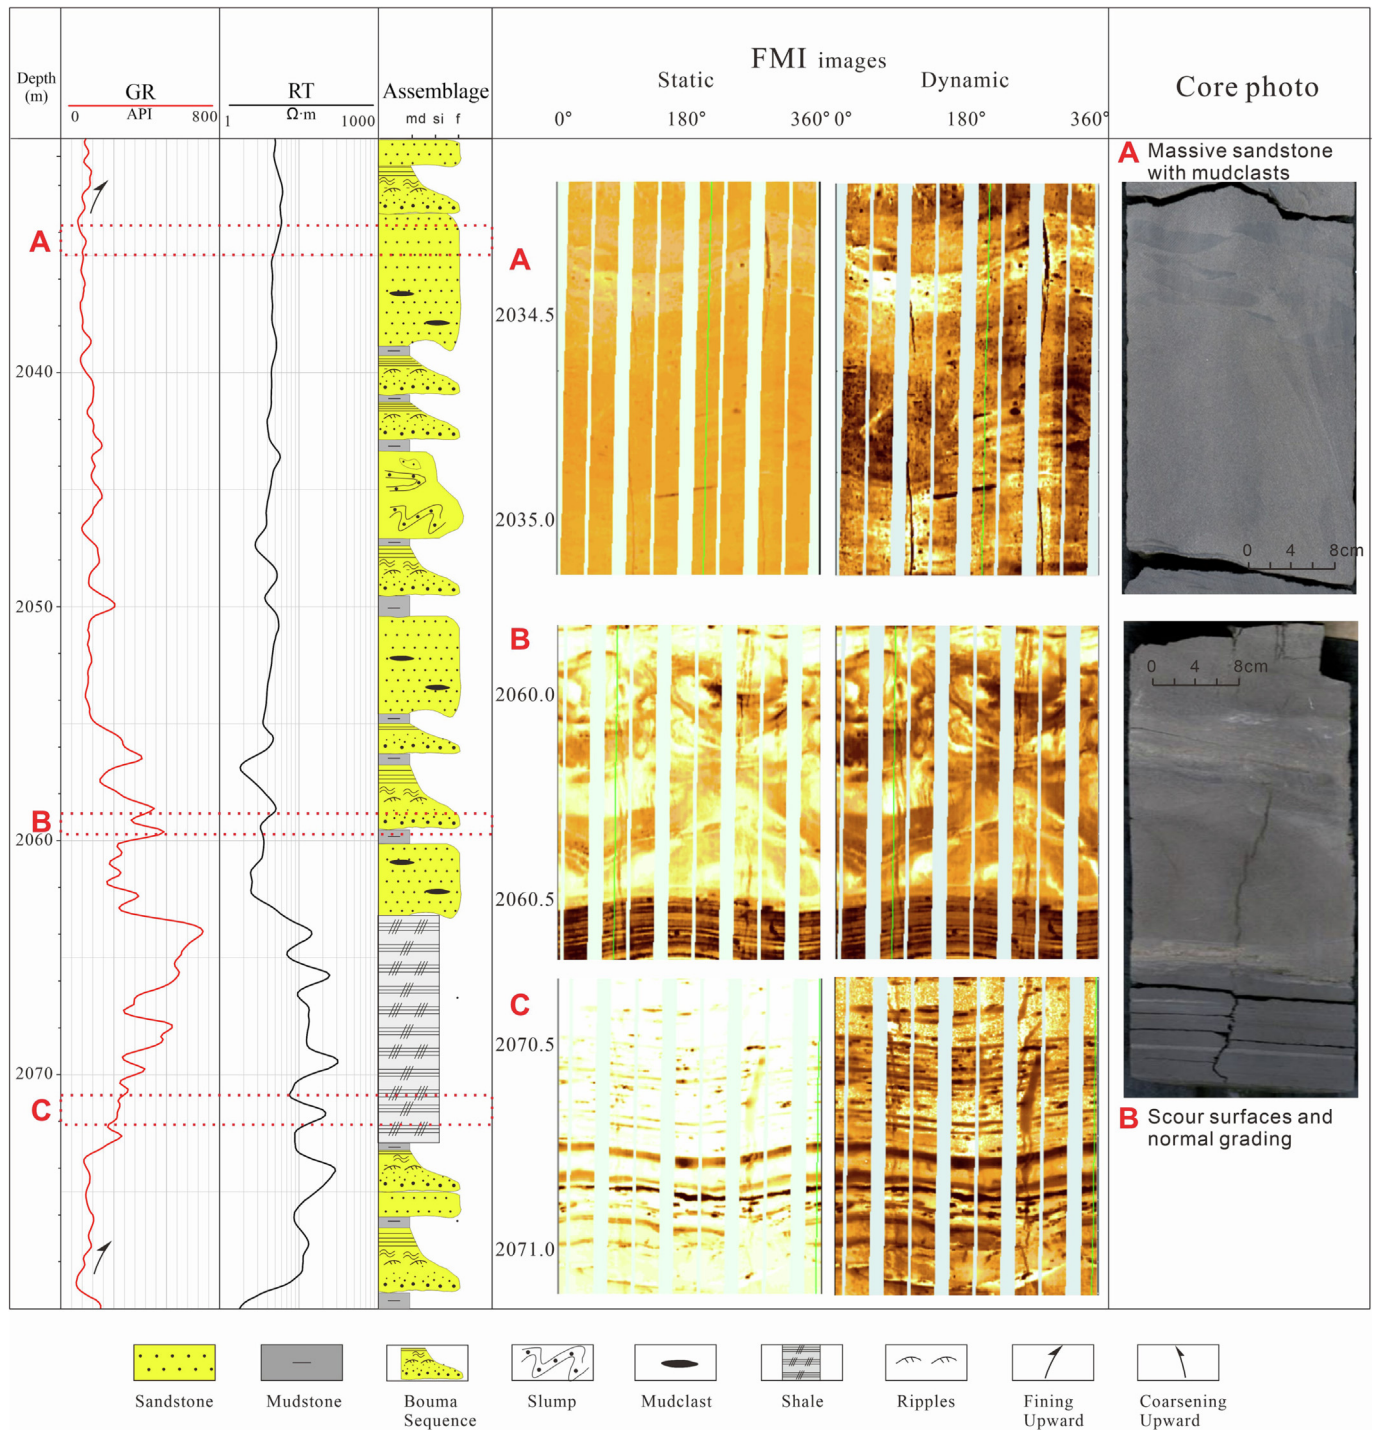 FMI images
Depth
(m)
GR
API
0
800
RT
Ω·m
1
1000
Assemblage
md si f
Static
Dynamic
0°
180°
360°
0°
180°
360°
Core photo
A Massive sandstone
with mudclasts
A
A
2034.5
2035.0
0 4 8cm
2040
2050
B
2060
B
2060.0
2060.5
0 4 8cm
C
2070
C
2070.5
2071.0
B Scour surfaces and
normal grading
Sandstone
Mudstone
Bouma
Sequence
Slump
Mudclast
Shale
Ripples
Fining
Upward
Coarsening
Upward